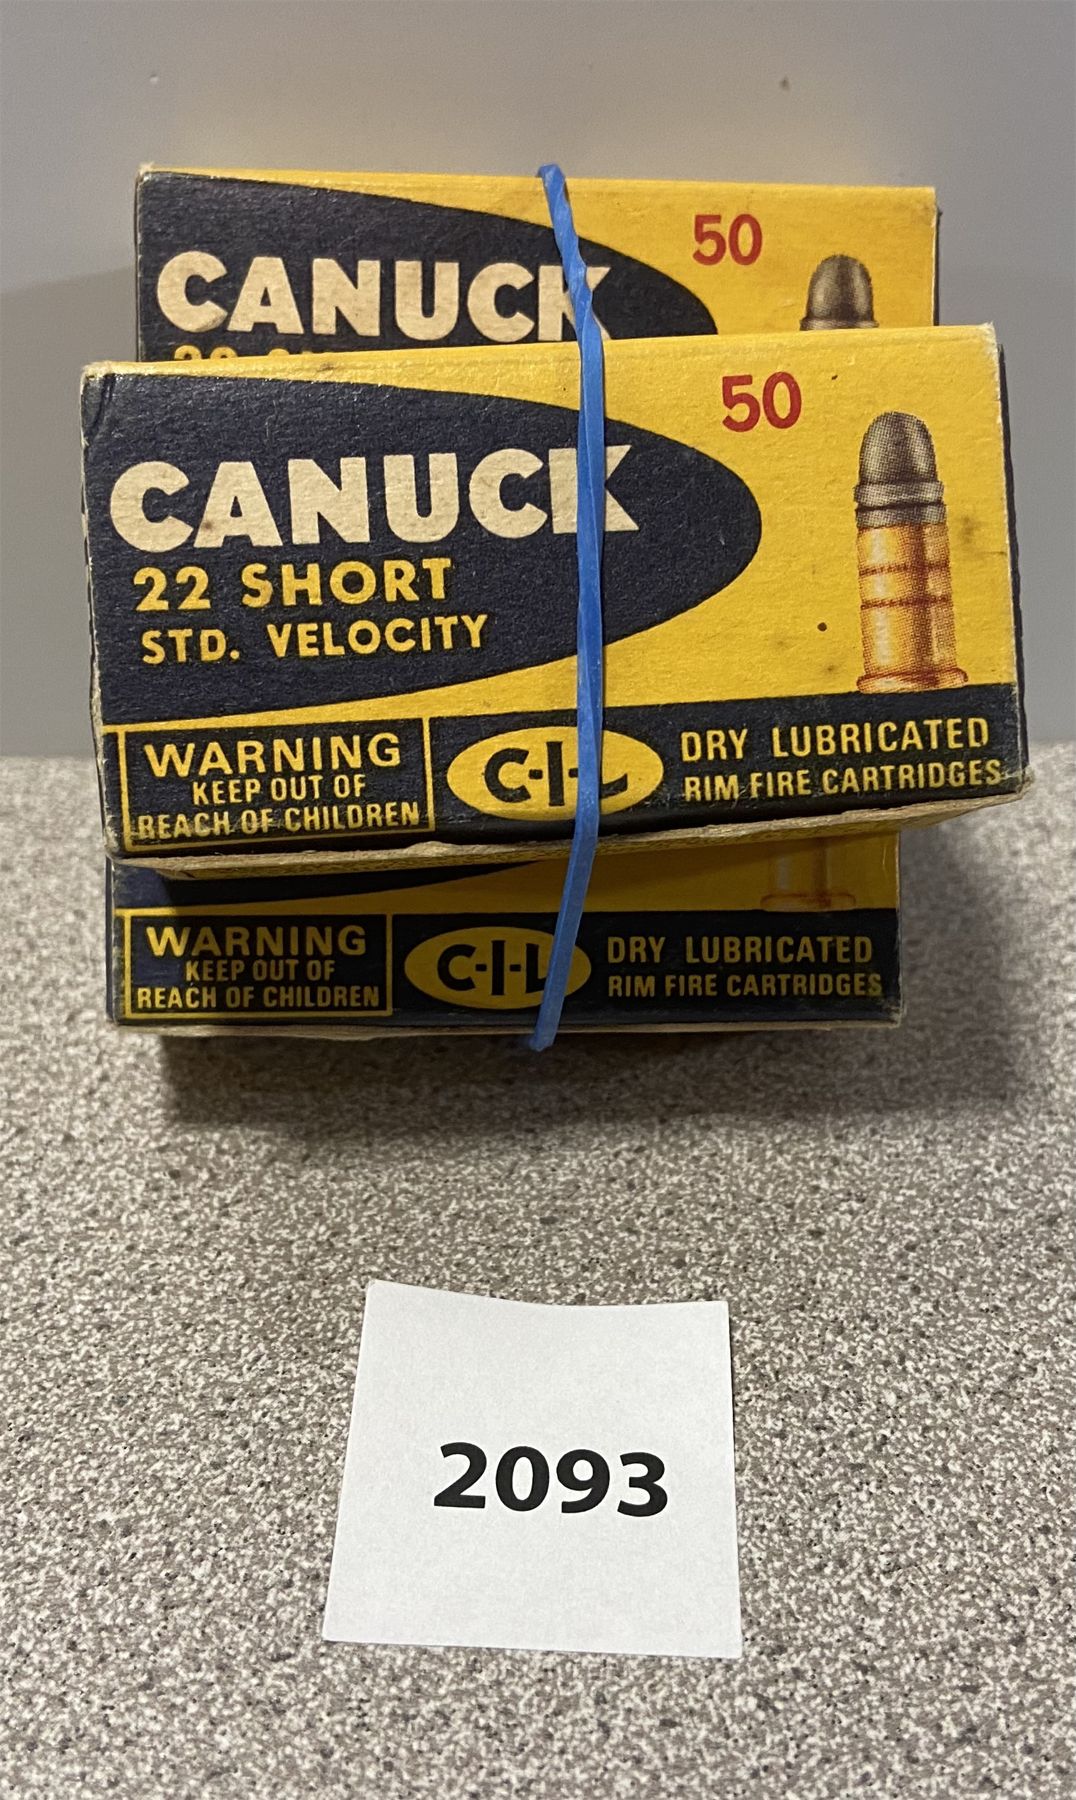 50
CANUCK
50
CANUCK
22 SHORT
STD. VELOCITY
WARNING
KEEP OUT OF
REACH OF CHILDREN
C-I-L
DRY LUBRICATED
RIM FIRE CARTRIDGES
WARNING
KEEP OUT OF
REACH OF CHILDREN
C-I-L
DRY LUBRICATED
RIM FIRE CARTRIDGES
2093